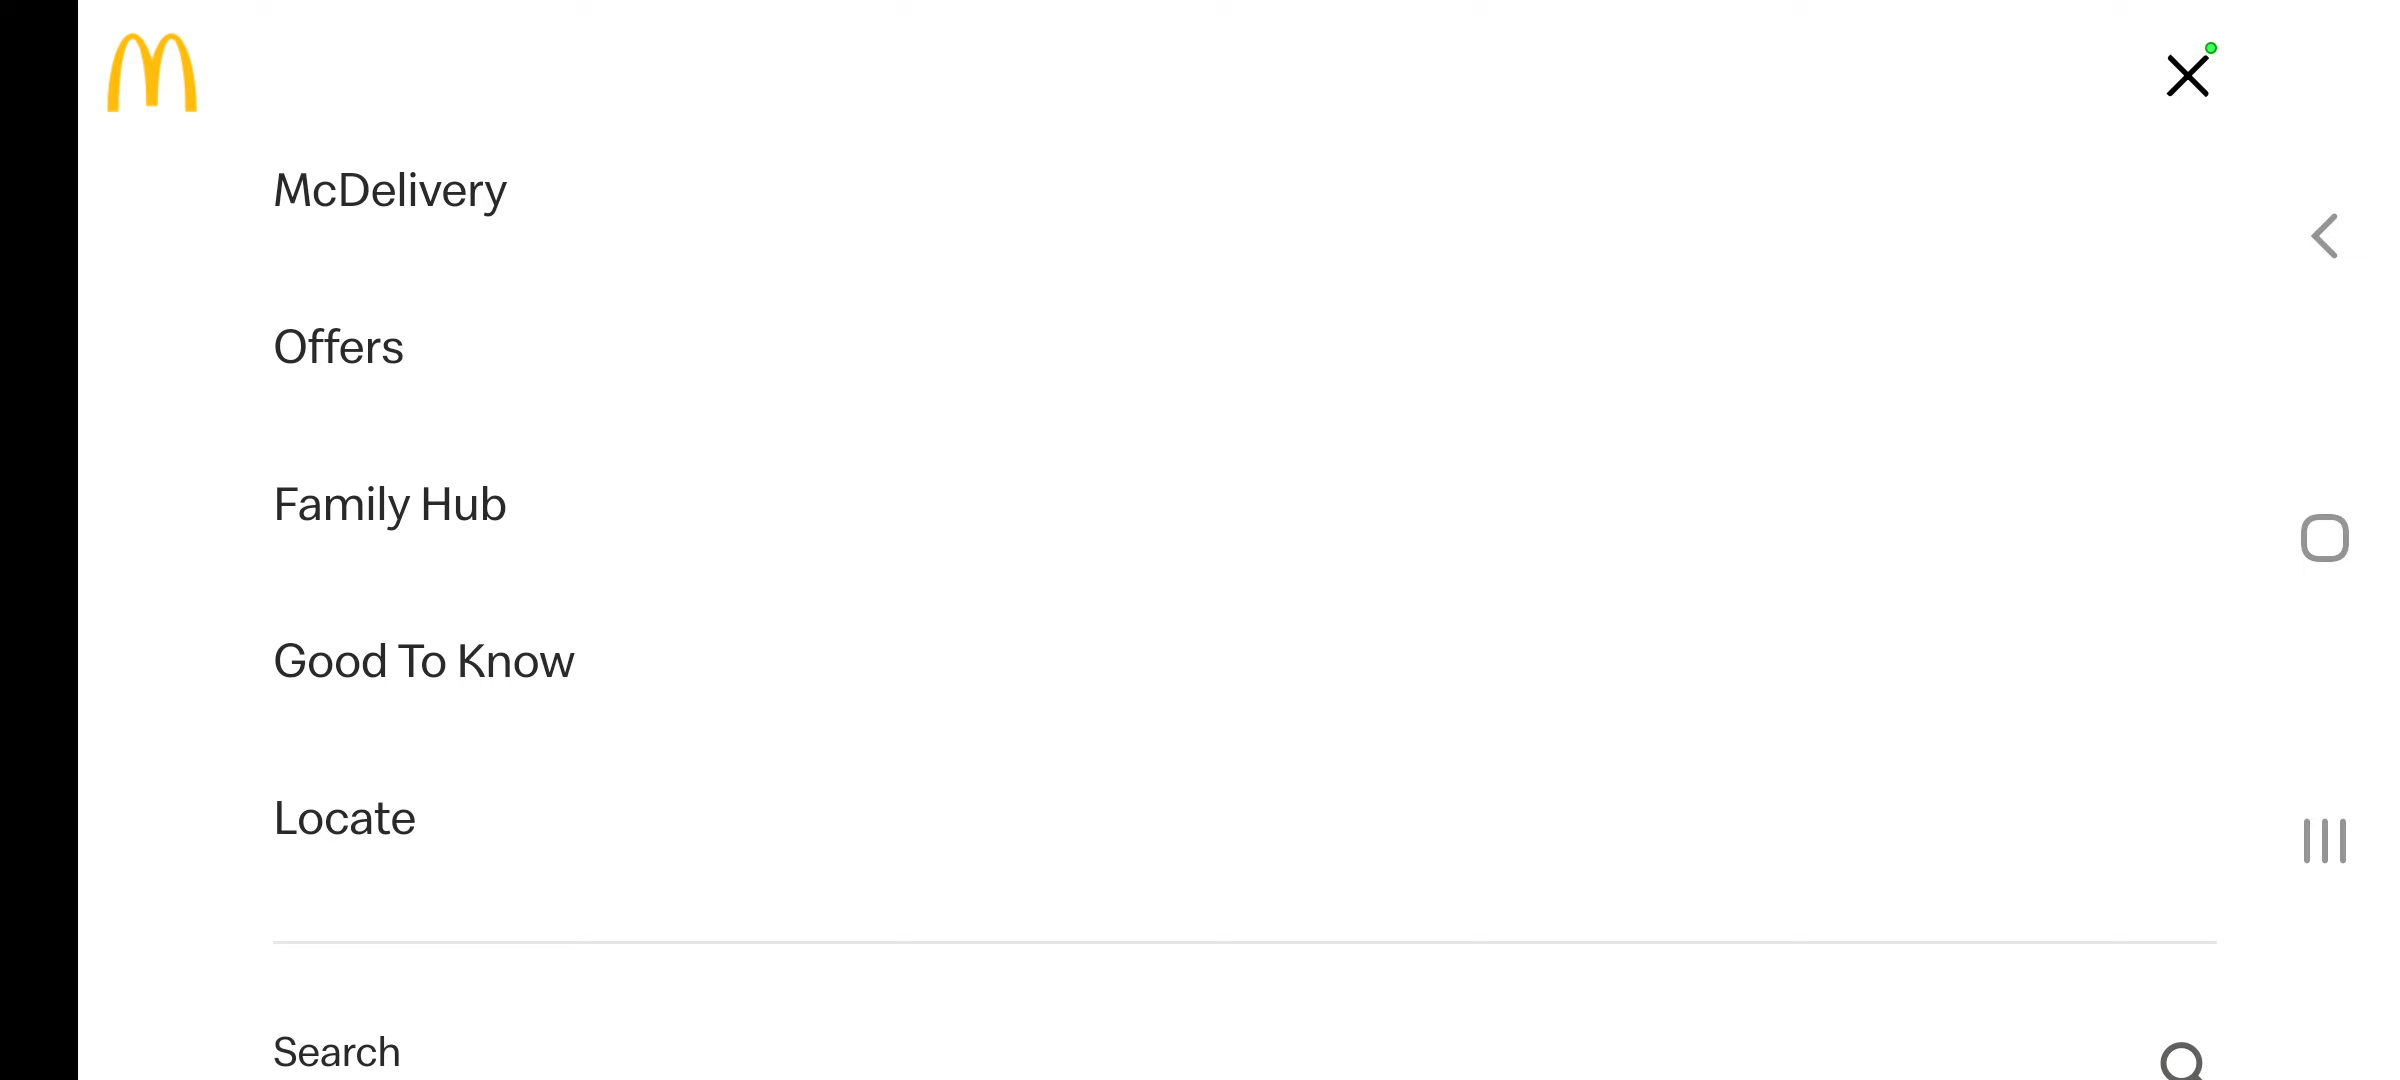 McDelivery
Offers
Family Hub
Good To Know
Locate
Search